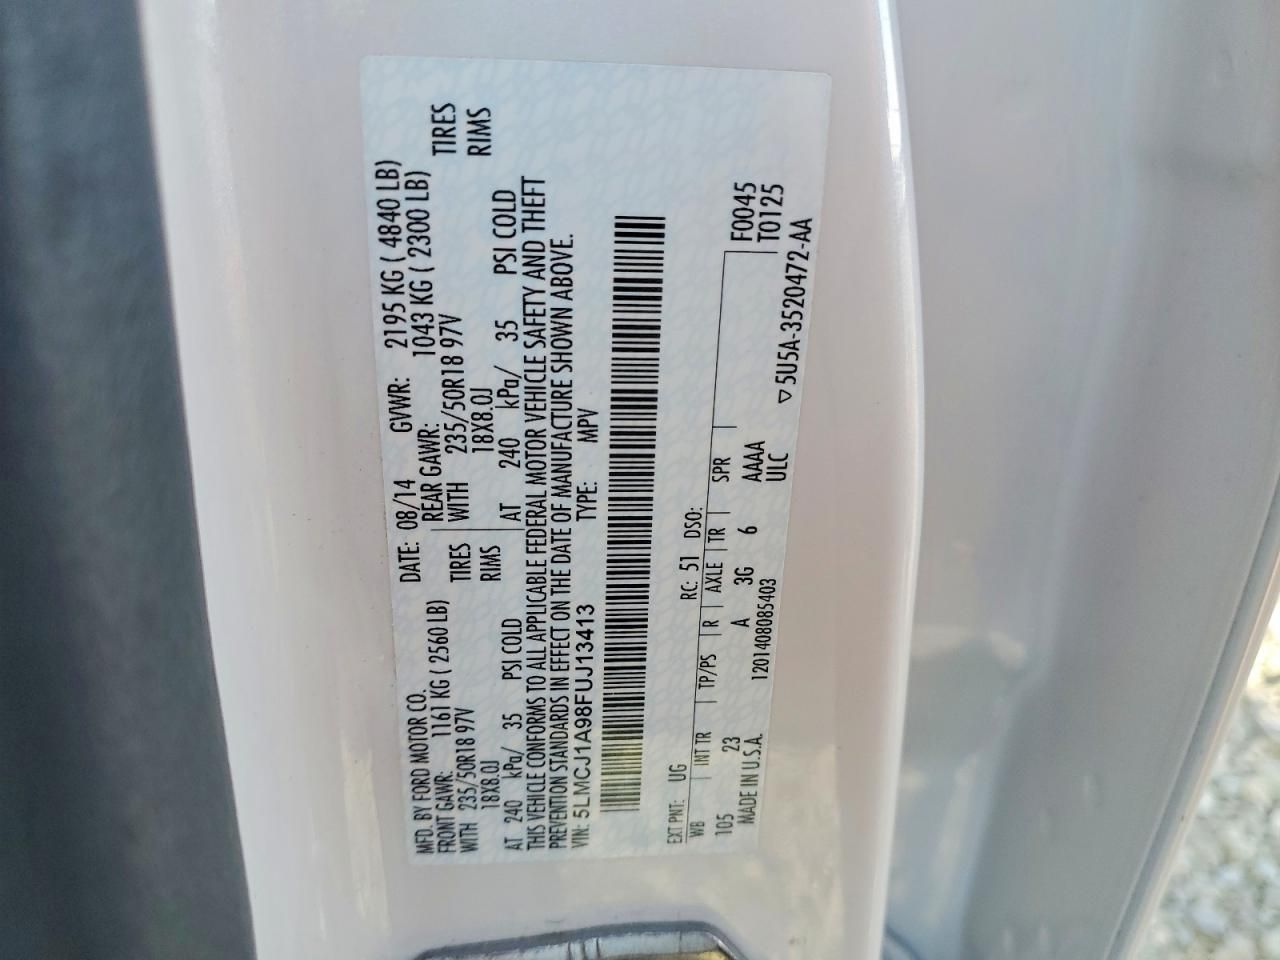 MFD. BY FORD MOTOR CO.
DATE: 08/14 GVWR: 2195 KG ( 4840 LB)
FRONT GAWR: 1161 KG ( 2560 LB) REAR GAWR: 1043 KG ( 2300 LB)
WITH 235/50R18 97V TIRES WITH 235/50R18 97V TIRES
18X8.0J RIMS 18X8.0J RIMS
AT 240 kPa/ 35 PSI COLD AT 240 kPa/ 35 PSI COLD
THIS VEHICLE CONFORMS TO ALL APPLICABLE FEDERAL MOTOR VEHICLE SAFETY AND THEFT
PREVENTION STANDARDS IN EFFECT ON THE DATE OF MANUFACTURE SHOWN ABOVE.
VIN: 5LMCJ1A98FUJ13413 TYPE: MPV
EXT PNT: UG RC: 51 DSO:
WB INT TR TP/PS R AXLE TR SPR F0045
105 23 A 3G 6 AAAA T0125
MADE IN U.S.A. 1201408085403 ULC ▽5U5A-3520472-AA